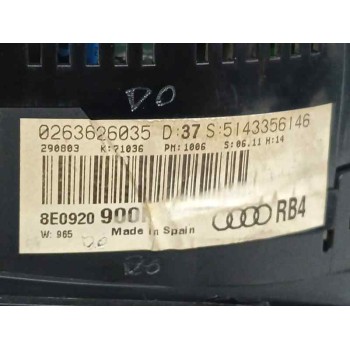 DO
0263626035 D:37 S:5143356146
290803 K:71036 PM:1006 S:06.11 H:14
8E0920 900 RB4
W: 965 Made in Spain
DO
DO